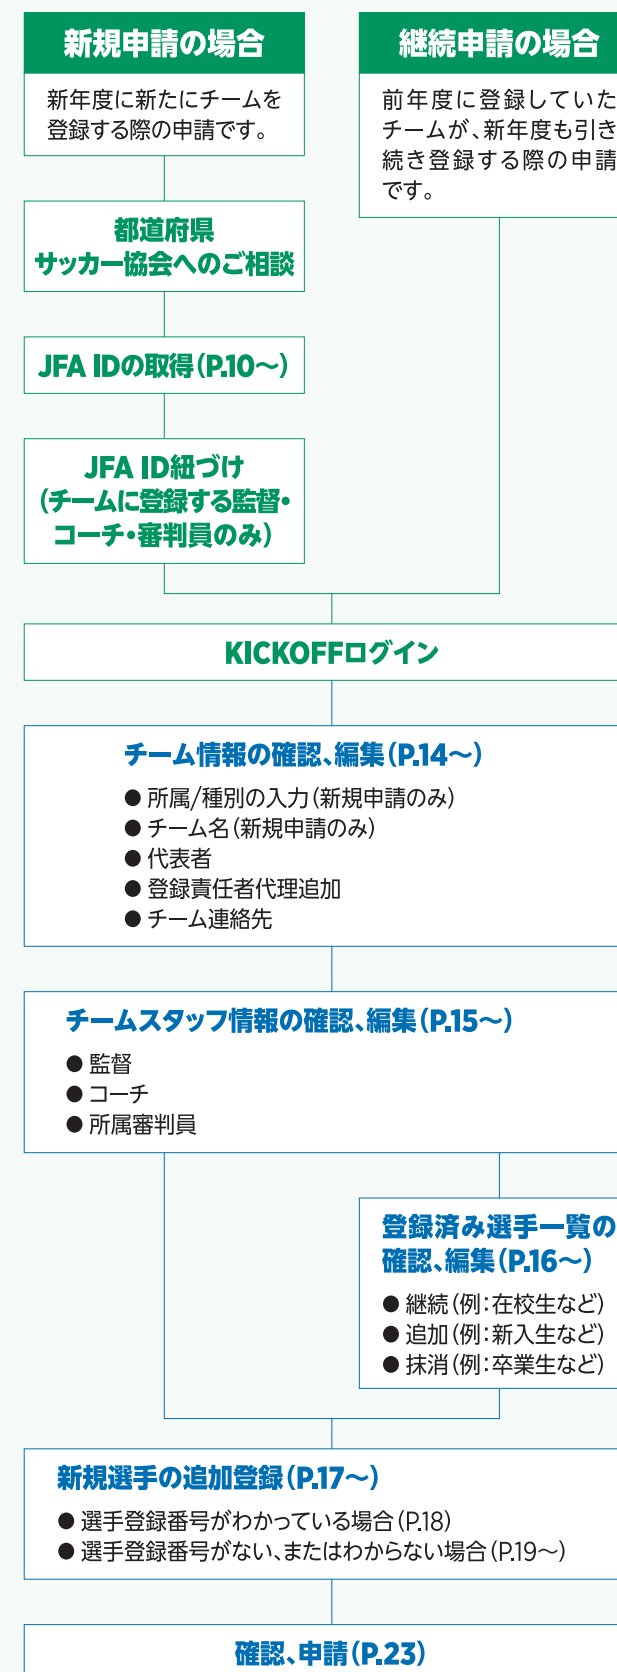 新規申請の場合
新年度に新たにチームを
登録する際の申請です。
継続申請の場合
前年度に登録していた
チームが、新年度も引き
続き登録する際の申請
です。
都道府県
サッカー協会へのご相談
JFA IDの取得(P.10〜)
JFA ID紐づけ
(チームに登録する監督・
コーチ・審判員のみ)
KICKOFFログイン
チーム情報の確認、編集(P.14〜)
● 所属/種別の入力(新規申請のみ)
● チーム名(新規申請のみ)
● 代表者
● 登録責任者代理追加
● チーム連絡先
チームスタッフ情報の確認、編集(P.15〜)
● 監督
● コーチ
● 所属審判員
登録済み選手一覧の
確認、編集(P.16〜)
● 継続(例:在校生など)
● 追加(例:新入生など)
● 抹消(例:卒業生など)
新規選手の追加登録(P.17〜)
● 選手登録番号がわかっている場合(P.18)
● 選手登録番号がない、またはわからない場合(P.19〜)
確認、申請(P.23)